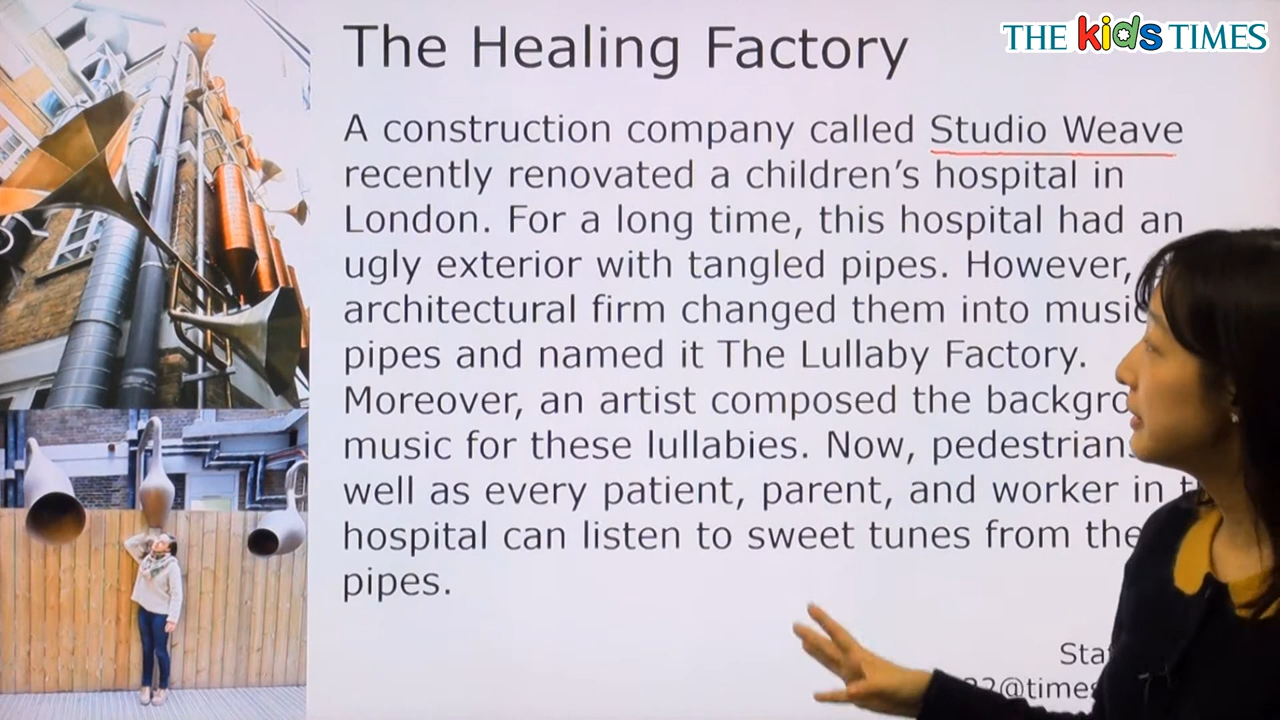 THE kids TIMES
The Healing Factory
A construction company called Studio Weave
recently renovated a children's hospital in
London. For a long time, this hospital had an
ugly exterior with tangled pipes. However,
architectural firm changed them into
pipes and named it The Lullaby Factory.
Moreover, an artist composed the
music for these lullabies. Now,
well as every patient, parent, and worker in
hospital can listen to sweet tunes from
pipes.